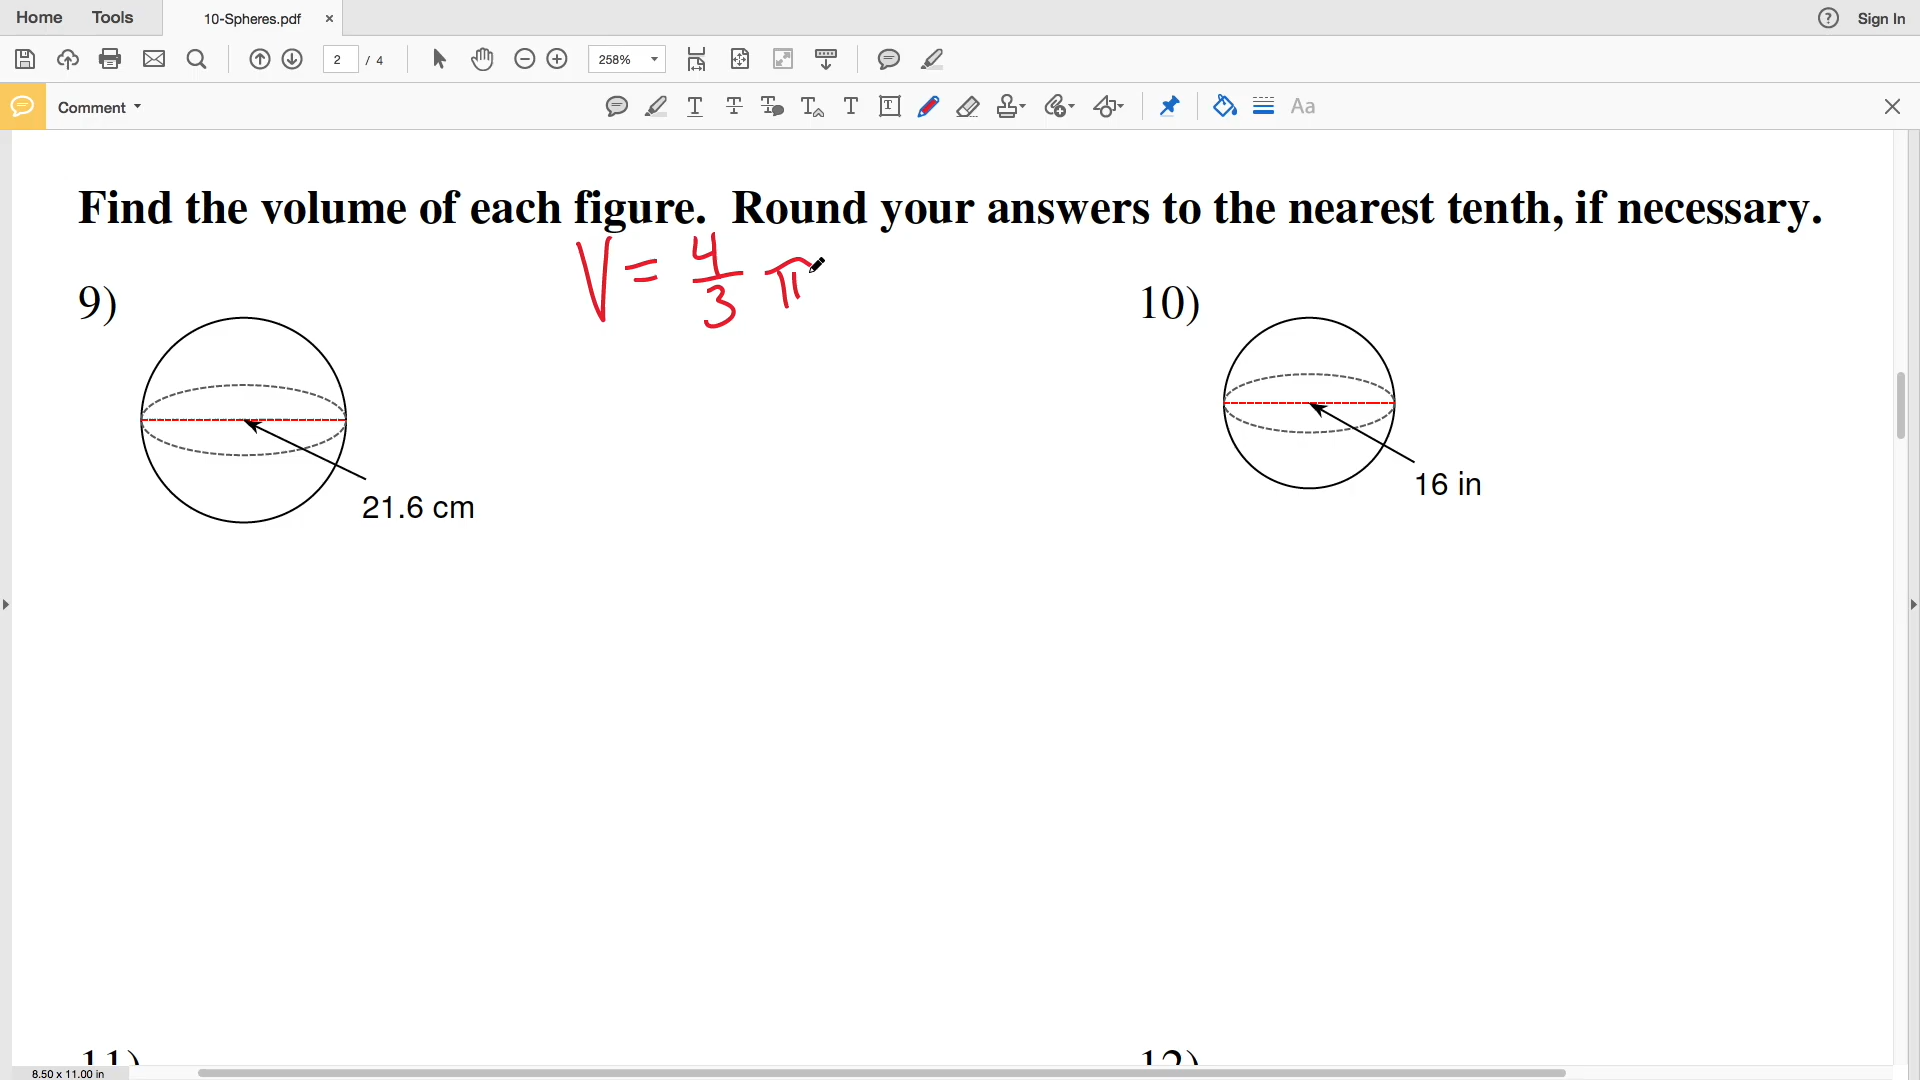 Home Tools 10-Spheres.pdf × ? Sign In
2 / 4 258%
Comment Aa
Find the volume of each figure. Round your answers to the nearest tenth, if necessary.
V = 4/3 π
9)
21.6 cm
10)
16 in
11)
12)
8.50 x 11.00 in